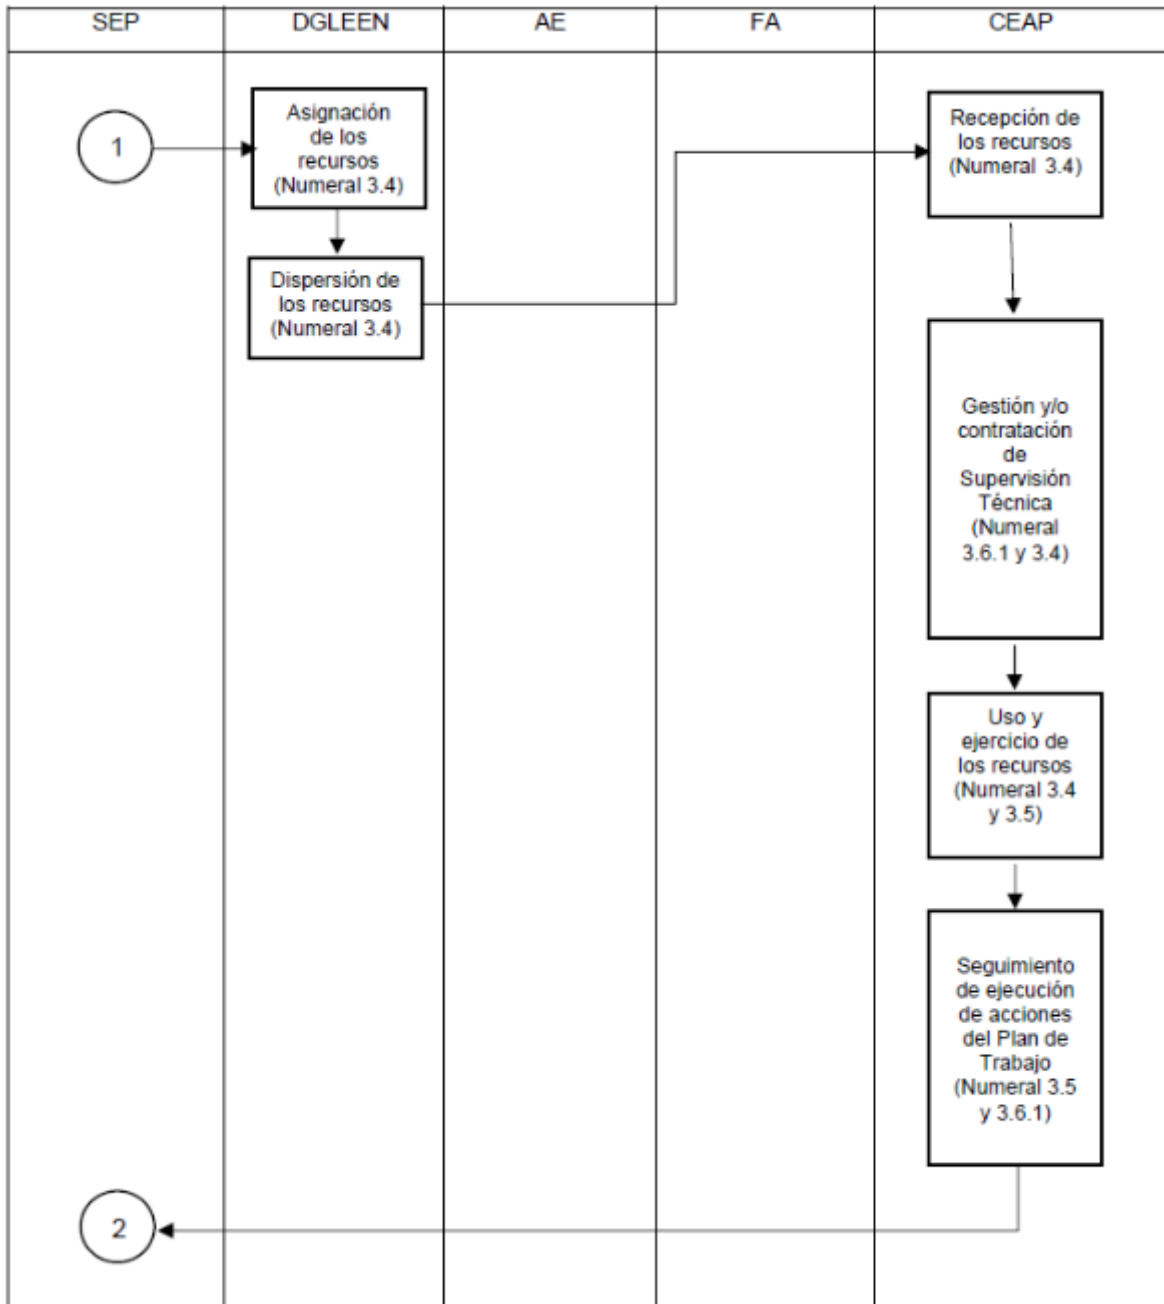 SEP DGLEEN AE FA CEAP
1
Asignación
de los
recursos
(Numeral 3.4)
Dispersión de
los recursos
(Numeral 3.4)
Recepción de
los recursos
(Numeral 3.4)
Gestión y/o
contratación
de
Supervisión
Técnica
(Numeral
3.6.1 y 3.4)
Uso y
ejercicio de
los recursos
(Numeral 3.4
y 3.5)
Seguimiento
de ejecución
de acciones
del Plan de
Trabajo
(Numeral 3.5
y 3.6.1)
2